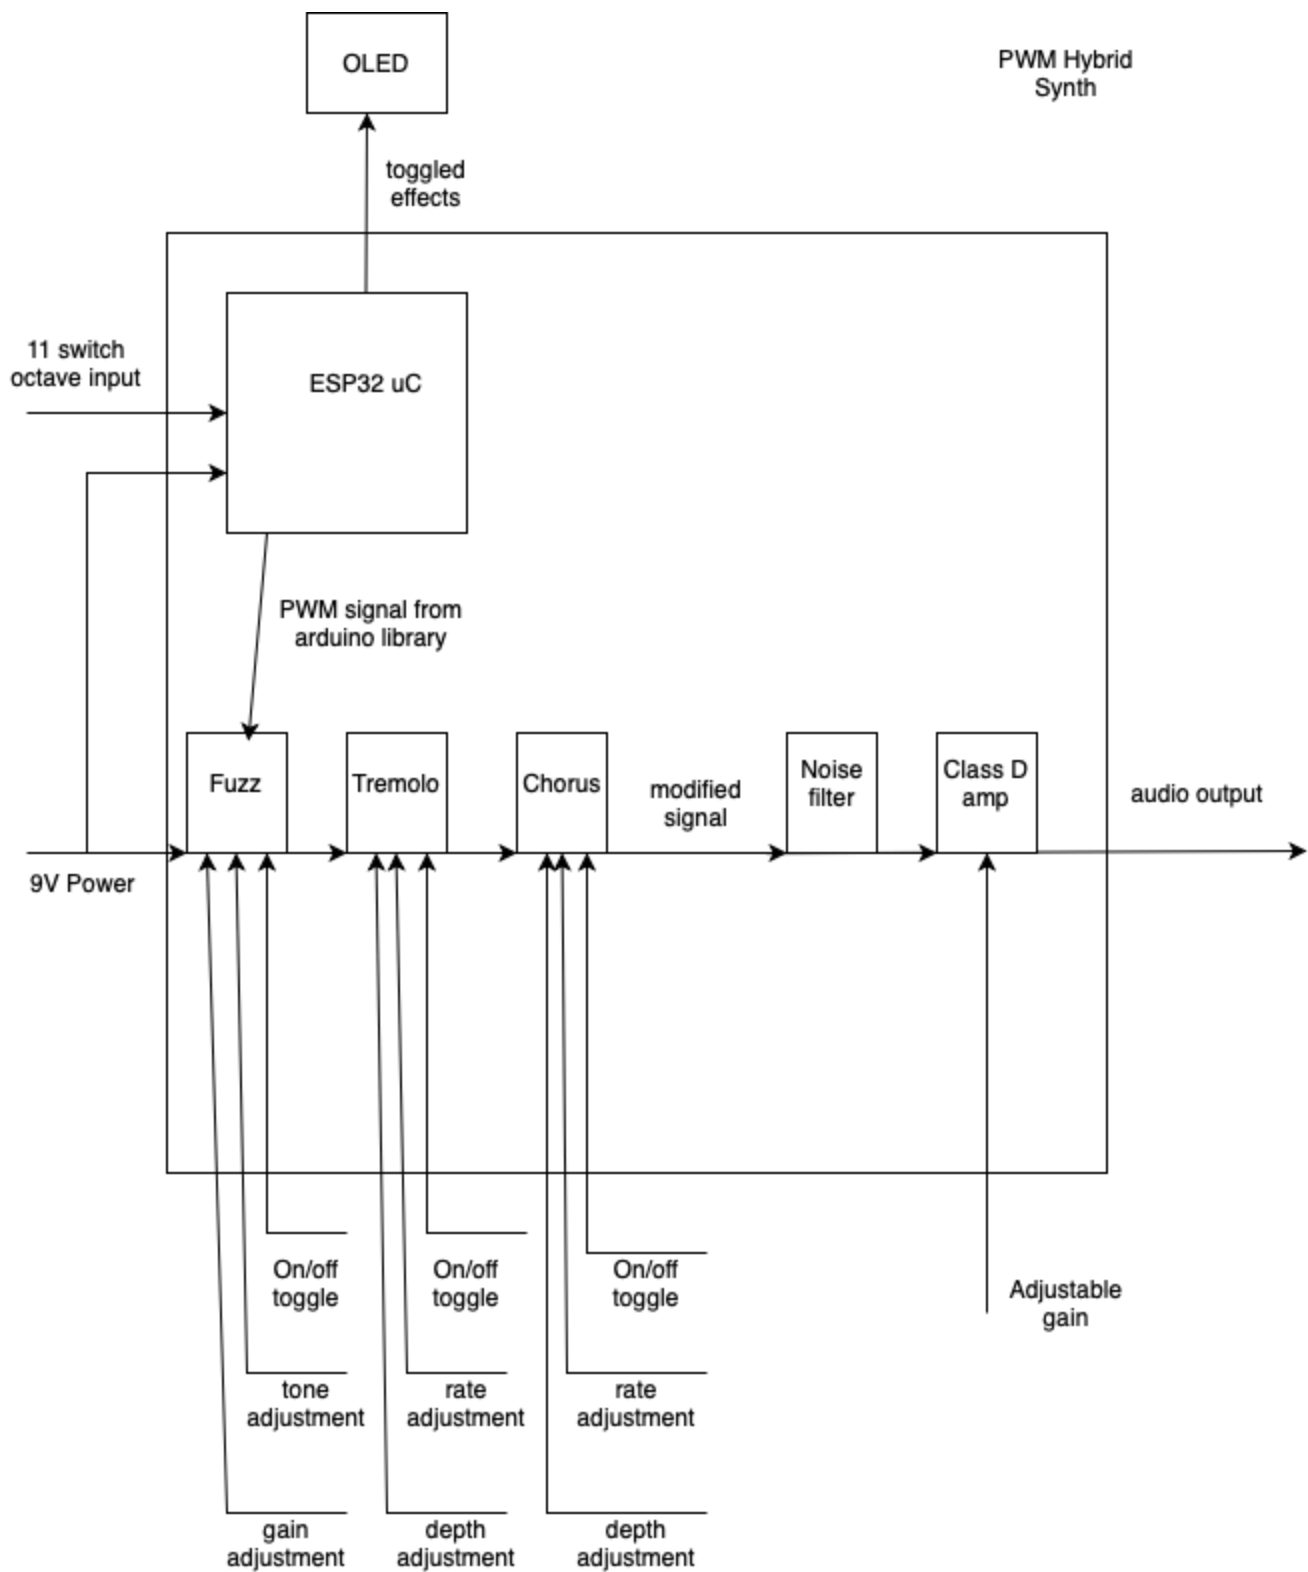 OLED
PWM Hybrid
Synth
toggled
effects
11 switch
octave input
ESP32 uC
PWM signal from
arduino library
Fuzz
Tremolo
Chorus
modified
signal
Noise
filter
Class D
amp
audio output
9V Power
On/off
toggle
On/off
toggle
On/off
toggle
Adjustable
gain
tone
adjustment
rate
adjustment
rate
adjustment
gain
adjustment
depth
adjustment
depth
adjustment